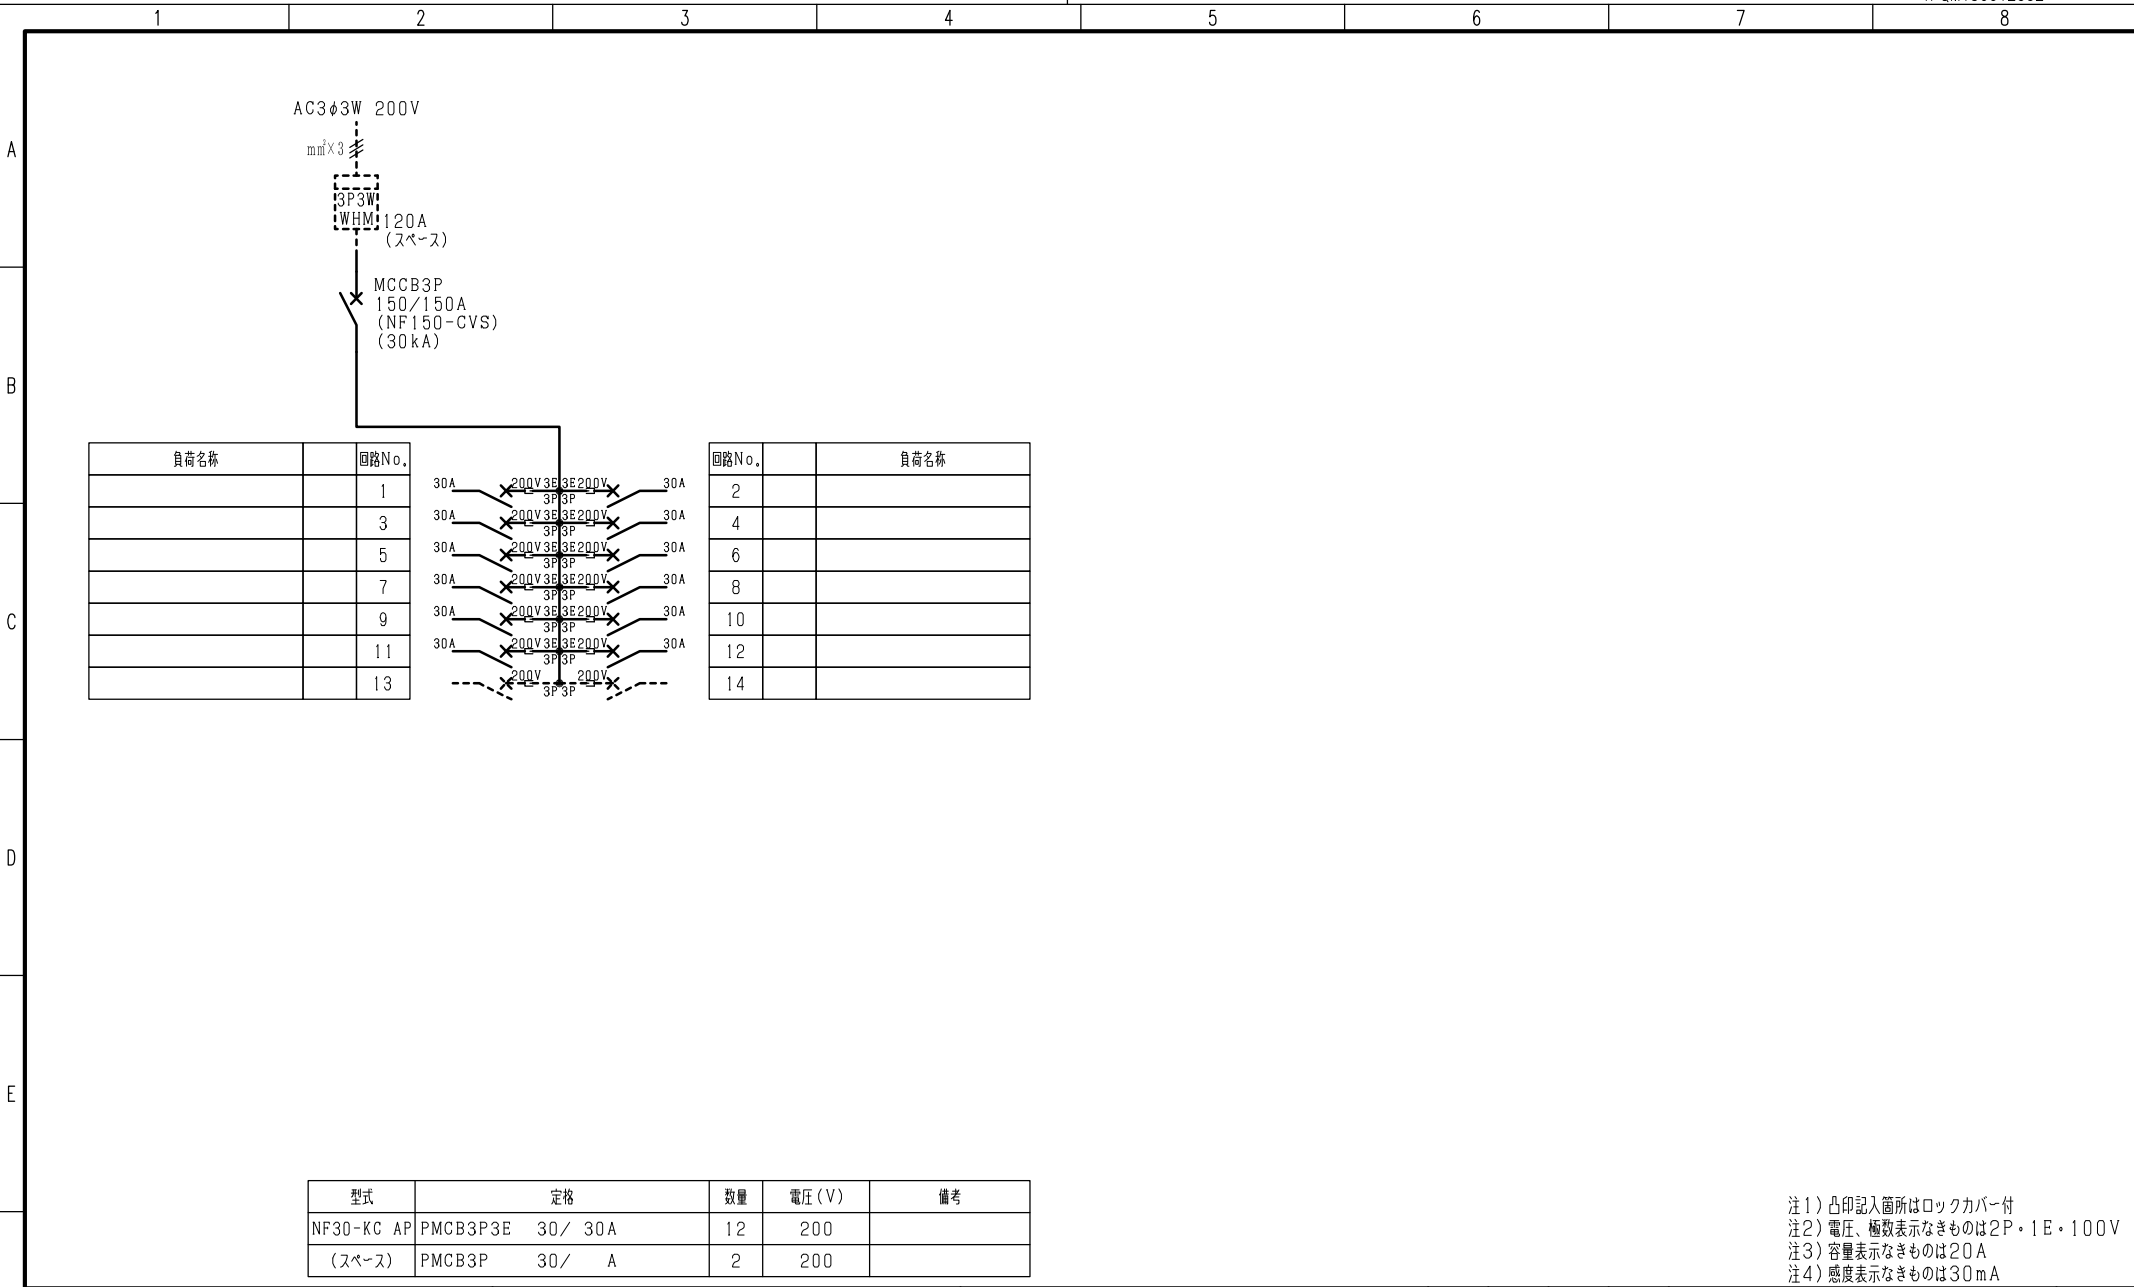 1 2 3 4 5 6 7 8
A
B
C
D
E
AC3φ3W 200V
mm²×3
3P3W
WHM
120A
(スペース)
MCCB3P
150/150A
(NF150-CVS)
(30kA)
負荷名称 回路No. 回路No. 負荷名称
1 30A 200V 3E 3E 200V 30A 2
3P 3P
3 30A 200V 3E 3E 200V 30A 4
3P 3P
5 30A 200V 3E 3E 200V 30A 6
3P 3P
7 30A 200V 3E 3E 200V 30A 8
3P 3P
9 30A 200V 3E 3E 200V 30A 10
3P 3P
11 30A 200V 3E 3E 200V 30A 12
3P 3P
13 200V 200V 14
3P 3P
型式 定格 数量 電圧(V) 備考
NF30-KC AP PMCB3P3E 30/ 30A 12 200
(スペース) PMCB3P 30/ A 2 200
注1)凸印記入箇所はロックカバー付
注2)電圧、極数表示なきものは2P・1E・100V
注3)容量表示なきものは20A
注4)感度表示なきものは30mA